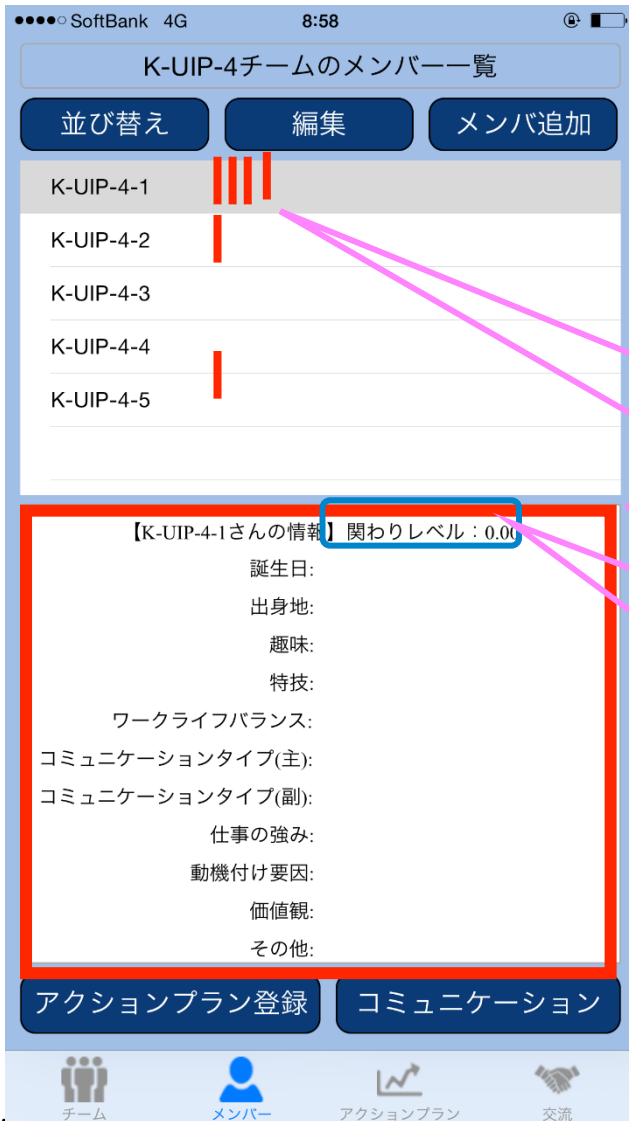 SoftBank 4G 8:58
K-UIP-4チームのメンバー一覧
並び替え 編集 メンバ追加
K-UIP-4-1
K-UIP-4-2
K-UIP-4-3
K-UIP-4-4
K-UIP-4-5
【K-UIP-4-1さんの情報】関わりレベル：0.00
誕生日:
出身地:
趣味:
特技:
ワークライフバランス:
コミュニケーションタイプ(主):
コミュニケーションタイプ(副):
仕事の強み:
動機付け要因:
価値観:
その他:
アクションプラン登録 コミュニケーション
チーム メンバー アクションプラン 交流